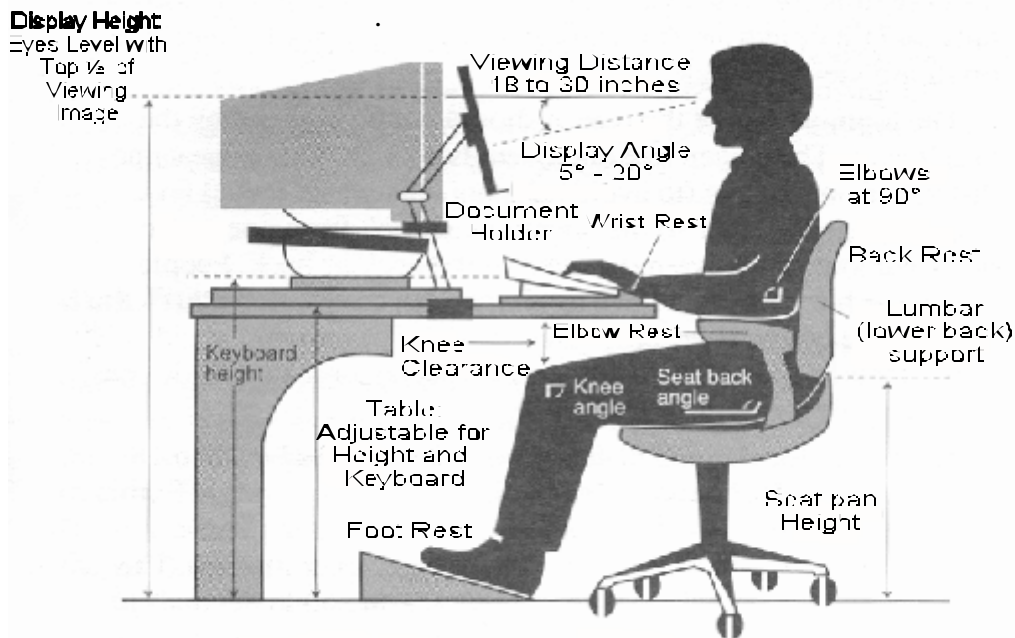 Display Height:
Eyes Level with
Top ⅓ of
Viewing
Image
Viewing Distance
18 to 30 inches
Display Angle
5° - 20°
Elbows
at 90°
Document
Holder
Wrist Rest
Back Rest
Elbow Rest
Lumbar
(lower back)
support
Knee
Clearance
Keyboard
height
Knee
angle
Seat back
angle
Table:
Adjustable for
Height and
Keyboard
Seat pan
Height
Foot Rest